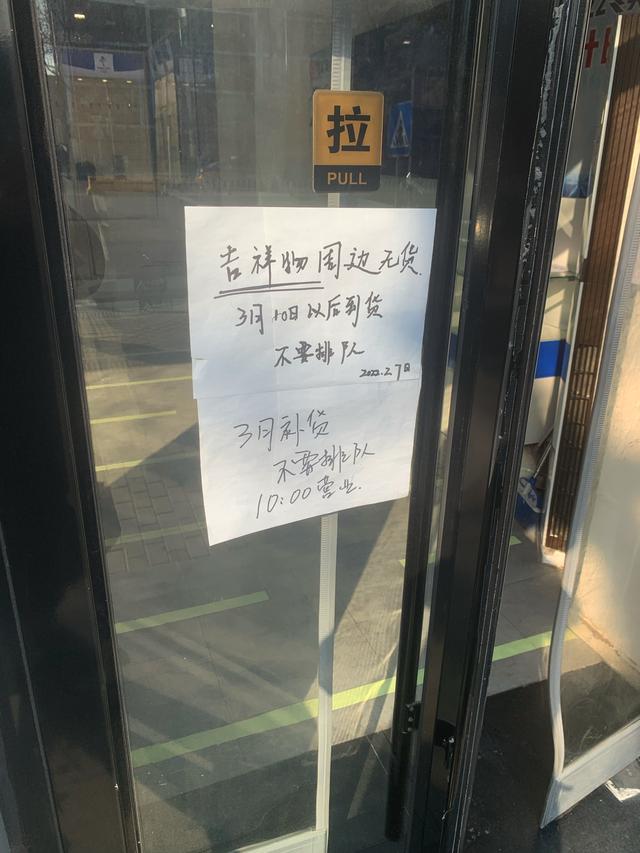 拉
PULL
吉祥物周边无货.
3月10日以后到货
不要排队
2022.2.7日
3月补货
不要排队
10:00营业.